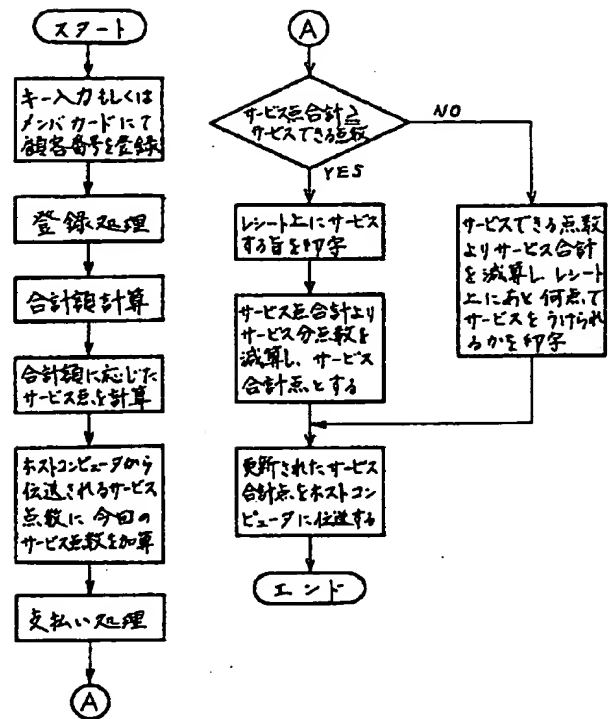 スタート
キー入力もしくは
メンバカードにて
顧客番号を登録
登録処理
合計額計算
合計額に応じた
サービス点を計算
ホストコンピュータから
伝送されるサービス
点数に今回の
サービス点数を加算
支払い処理
A
A
サービス点合計≧
サービスできる点数
NO
YES
レシート上にサービス
する旨を印字
サービス点合計より
サービス分点数を
減算し、サービス
合計点とする
サービスできる点数
よりサービス合計
を減算し、レシート
上にあと何点で
サービスをうけられ
るかを印字
更新されたサービス
合計点をホストコン
ピュータに伝送する
エンド